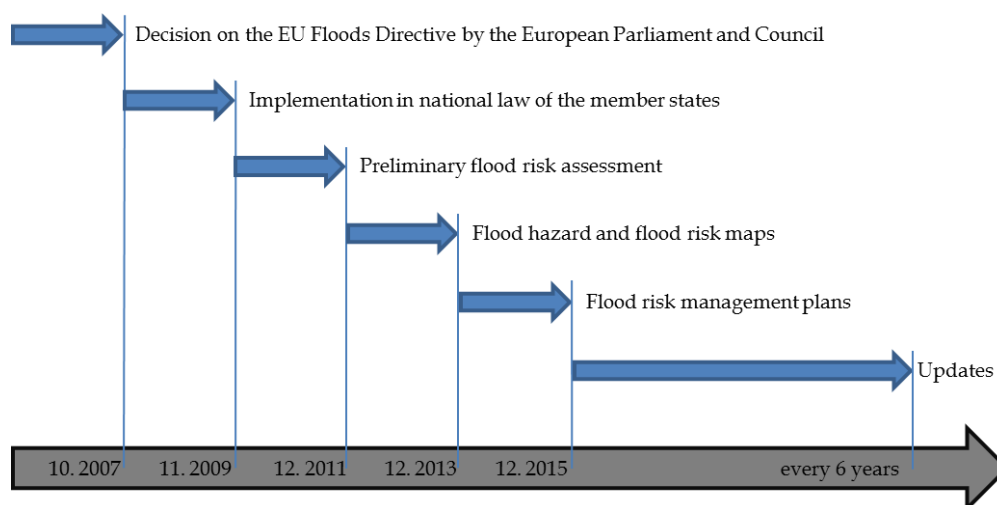 Decision on the EU Floods Directive by the European Parliament and Council
Implementation in national law of the member states
Preliminary flood risk assessment
Flood hazard and flood risk maps
Flood risk management plans
Updates
10. 2007 11. 2009 12. 2011 12. 2013 12. 2015 every 6 years